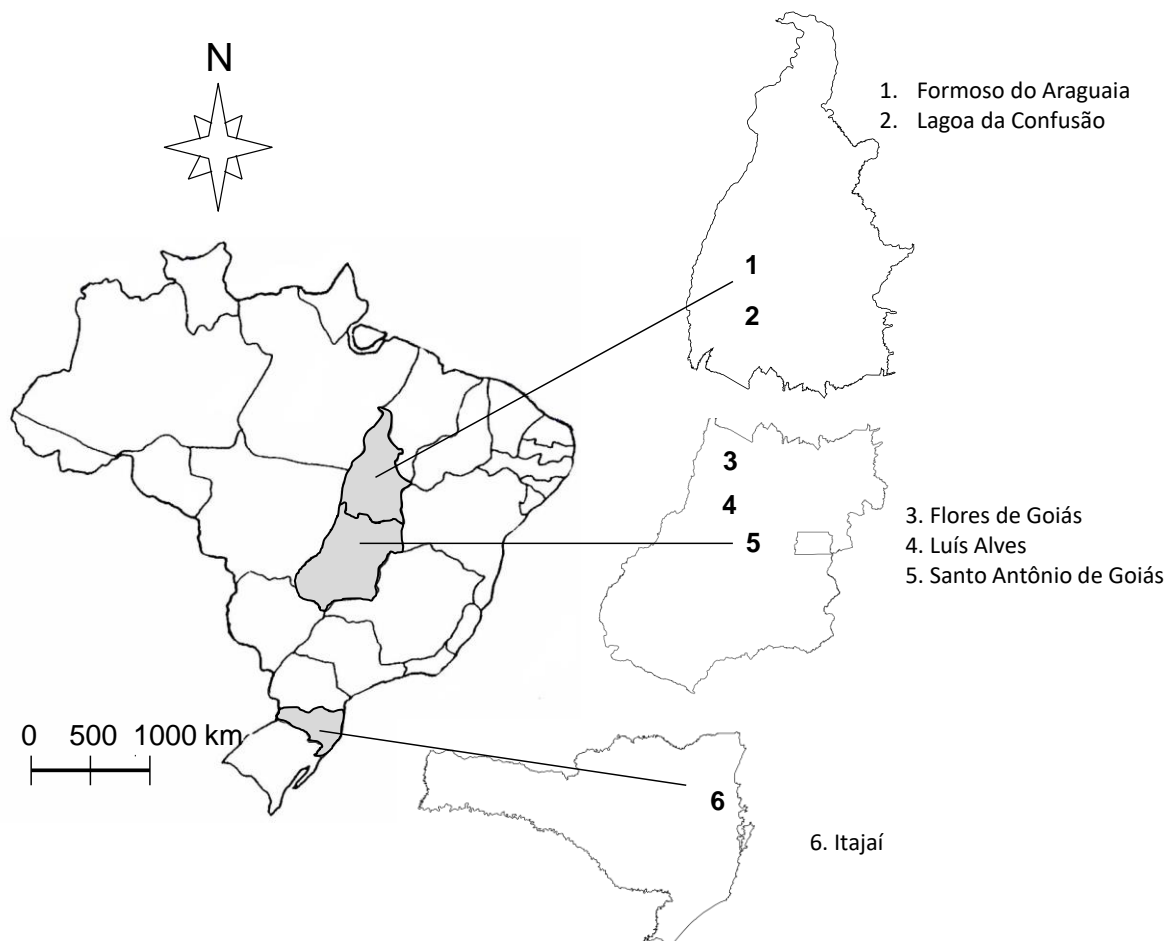 N
1. Formoso do Araguaia
2. Lagoa da Confusão
1
2
3
4
5
3. Flores de Goiás
4. Luís Alves
5. Santo Antônio de Goiás
0 500 1000 km
6
6. Itajaí